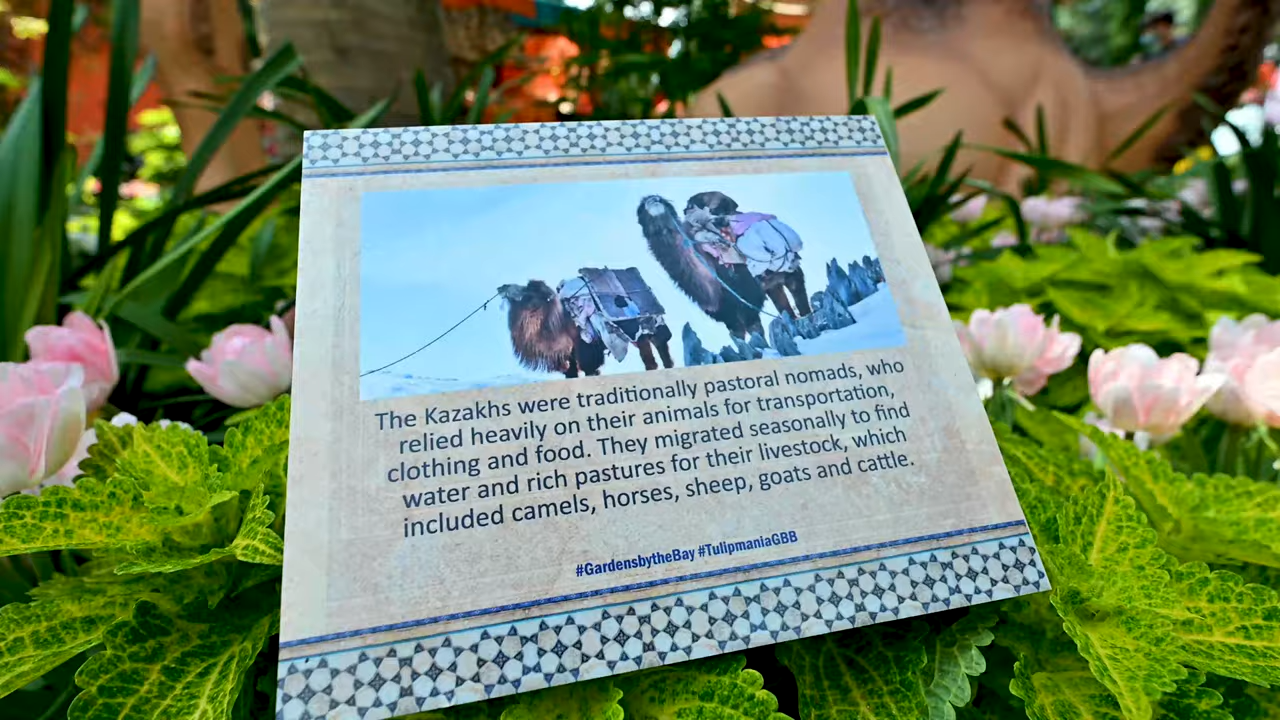 The Kazakhs were traditionally pastoral nomads, who
relied heavily on their animals for transportation,
clothing and food. They migrated seasonally to find
water and rich pastures for their livestock, which
included camels, horses, sheep, goats and cattle.
#GardensbytheBay #TulipmaniaGBB